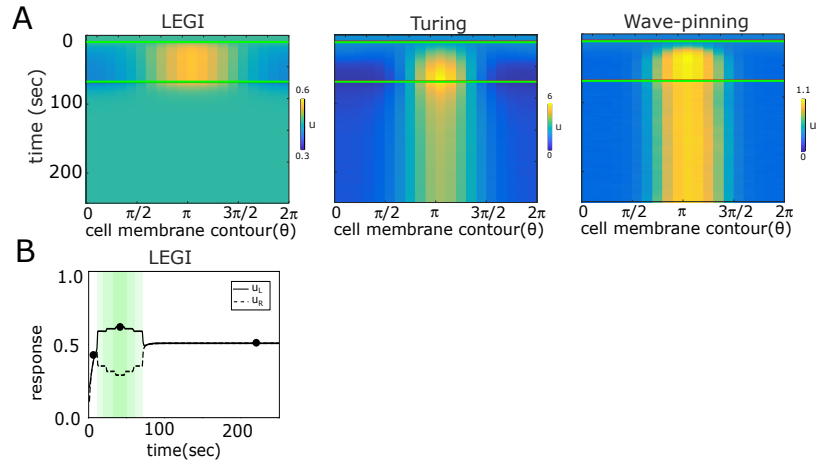 A
LEGI
Turing
Wave-pinning
time (sec)
0
100
200
0.6
u
0.3
6
u
0
1.1
u
0
0 π/2 π 3π/2 2π
cell membrane contour(θ)
0 π/2 π 3π/2 2π
cell membrane contour(θ)
0 π/2 π 3π/2 2π
cell membrane contour(θ)
B
LEGI
response
1.0
0.5
0.0
u_L
u_R
0 100 200
time(sec)